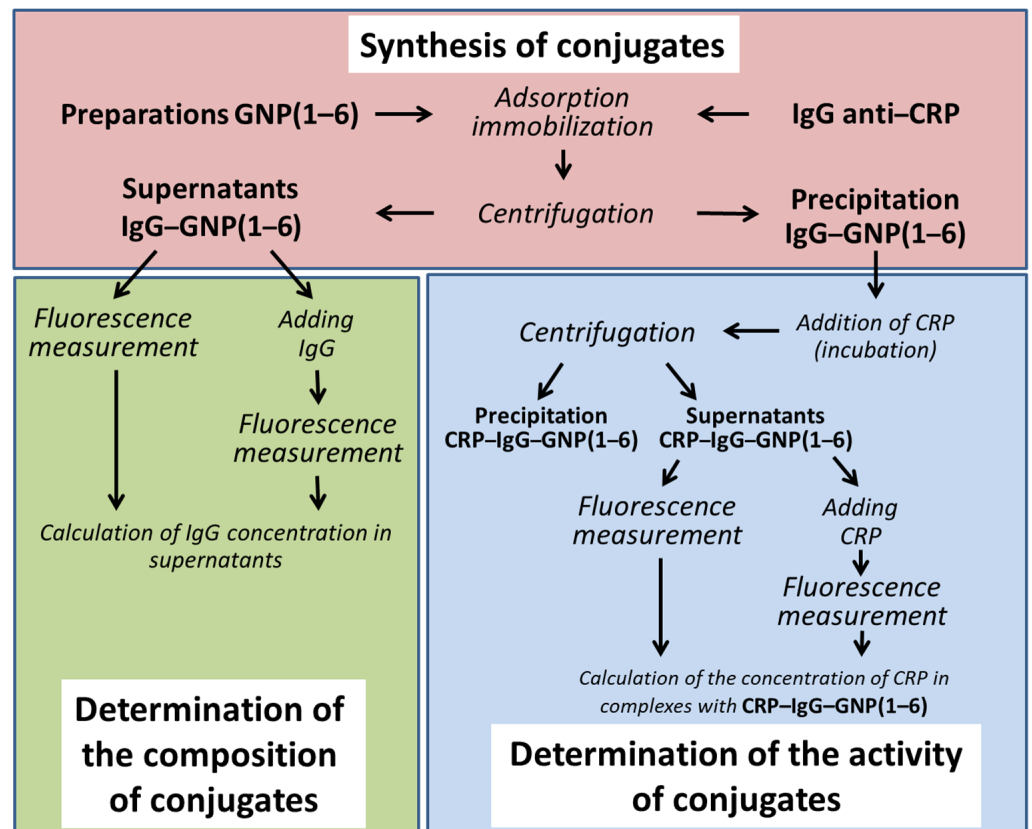 Synthesis of conjugates
Preparations GNP(1–6)
Adsorption
immobilization
IgG anti–CRP
Supernatants
IgG–GNP(1–6)
Centrifugation
Precipitation
IgG–GNP(1–6)
Fluorescence
measurement
Adding
IgG
Fluorescence
measurement
Calculation of IgG concentration in
supernatants
Determination of
the composition
of conjugates
Addition of CRP
(incubation)
Centrifugation
Precipitation
CRP–IgG–GNP(1–6)
Supernatants
CRP–IgG–GNP(1–6)
Fluorescence
measurement
Adding
CRP
Fluorescence
measurement
Calculation of the concentration of CRP in
complexes with CRP–IgG–GNP(1–6)
Determination of the activity
of conjugates